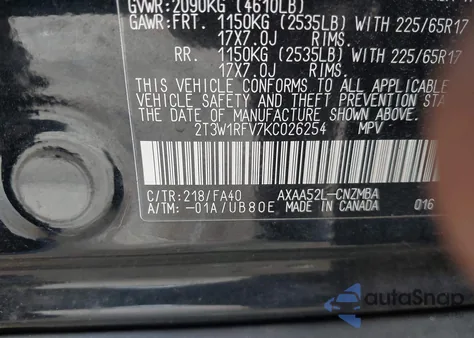 GVWR:2090KG (4610LB)
GAWR:FRT. 1150KG (2535LB) WITH 225/65R17
17X7.0J RIMS.
RR. 1150KG (2535LB) WITH 225/65R17
17X7.0J RIMS.
THIS VEHICLE CONFORMS TO ALL APPLICABLE
VEHICLE SAFETY AND THEFT PREVENTION STA
THE DATE OF MANUFACTURE SHOWN ABOVE.
2T3W1RFV7KC026254 MPV
C/TR:218/FA40 AXAA52L-CNZMBA
A/TM:-01A/UB80E MADE IN CANADA 016
autoSnap